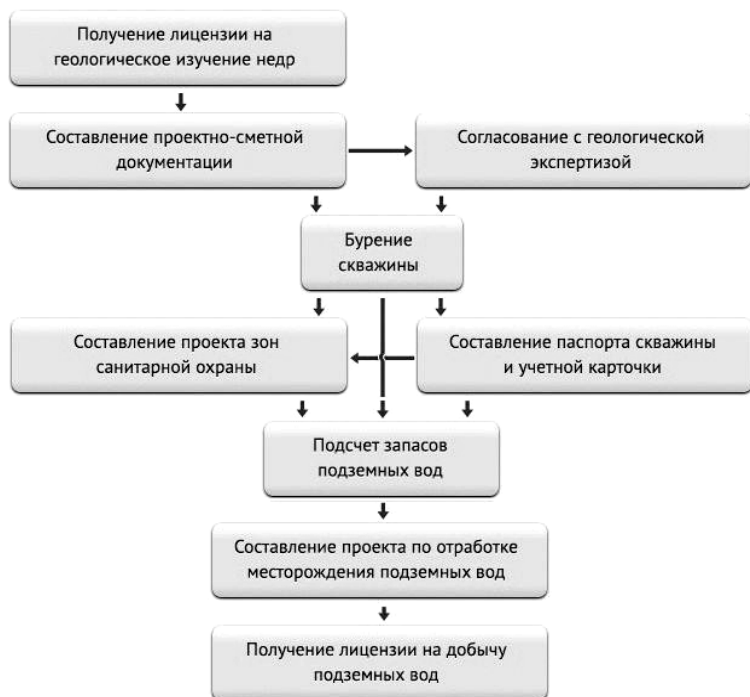 Получение лицензии на
геологическое изучение недр
Составление проектно-сметной
документации
Согласование с геологической
экспертизой
Бурение
скважины
Составление проекта зон
санитарной охраны
Составление паспорта скважины
и учетной карточки
Подсчет запасов
подземных вод
Составление проекта по отработке
месторождения подземных вод
Получение лицензии на добычу
подземных вод